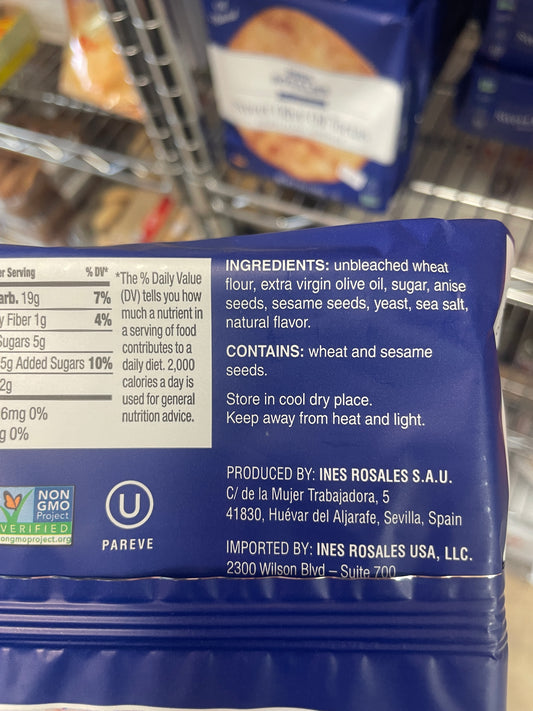 er Serving
% DV*
arb. 19g 7%
y Fiber 1g 4%
Sugars 5g
5g Added Sugars 10%
2g
6mg 0%
g 0%
*The % Daily Value
(DV) tells you how
much a nutrient in
a serving of food
contributes to a
daily diet. 2,000
calories a day is
used for general
nutrition advice.
INGREDIENTS: unbleached wheat
flour, extra virgin olive oil, sugar, anise
seeds, sesame seeds, yeast, sea salt,
natural flavor.
CONTAINS: wheat and sesame
seeds.
Store in cool dry place.
Keep away from heat and light.
PRODUCED BY: INES ROSALES S.A.U.
C/ de la Mujer Trabajadora, 5
41830, Huévar del Aljarafe, Sevilla, Spain
IMPORTED BY: INES ROSALES USA, LLC.
2300 Wilson Blvd – Suite 700
NON
GMO
Project
VERIFIED
ongmoproject.org
U
PAREVE